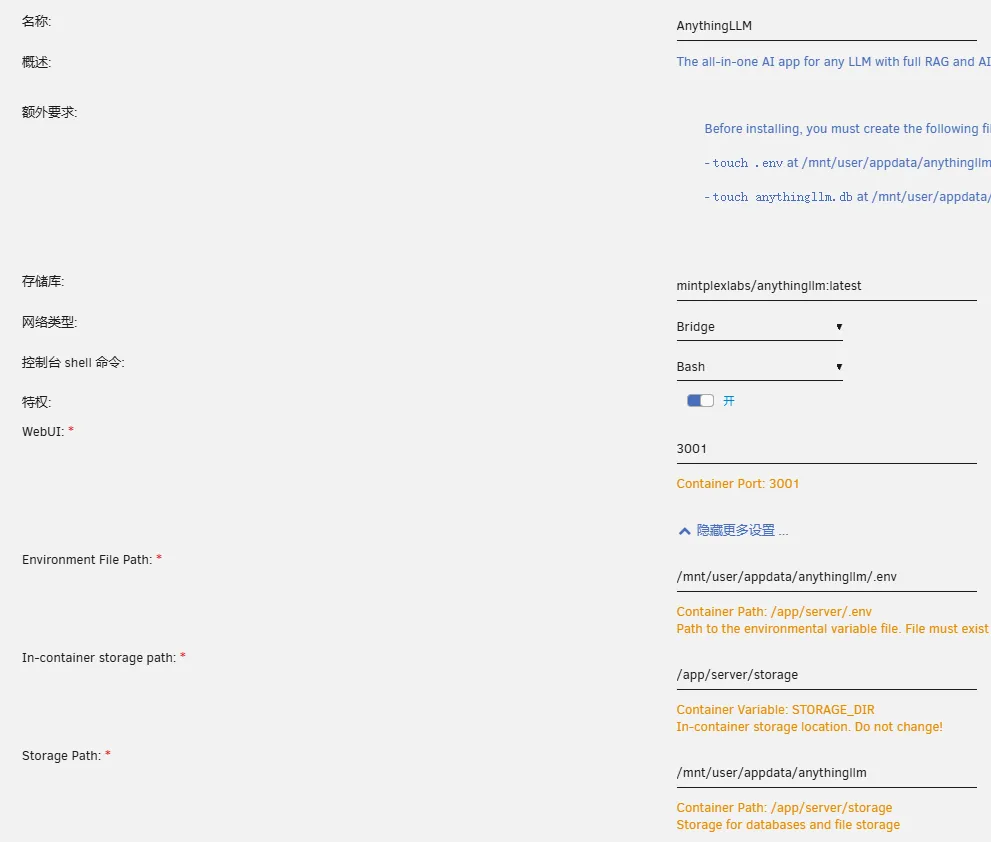 名称:
AnythingLLM
概述:
The all-in-one AI app for any LLM with full RAG and AI
额外要求:
Before installing, you must create the following
- touch .env at /mnt/user/appdata/anythingllm
- touch anythingllm.db at /mnt/user/appdata/
存储库:
mintplexlabs/anythingllm:latest
网络类型:
Bridge
控制台 shell 命令:
Bash
特权:
开
WebUI: *
3001
Container Port: 3001
隐藏更多设置 ...
Environment File Path: *
/mnt/user/appdata/anythingllm/.env
Container Path: /app/server/.env
Path to the environmental variable file. File must exist
In-container storage path: *
/app/server/storage
Container Variable: STORAGE_DIR
In-container storage location. Do not change!
Storage Path: *
/mnt/user/appdata/anythingllm
Container Path: /app/server/storage
Storage for databases and file storage